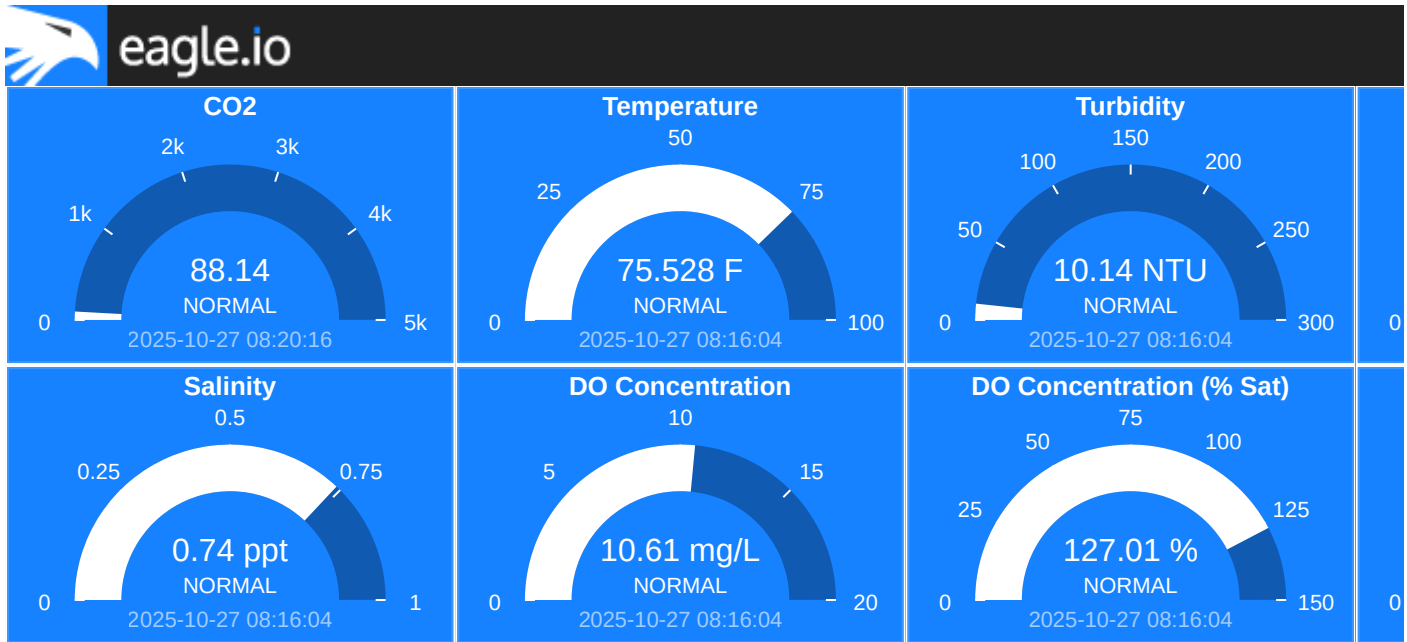 eagle.io
CO2
2k 3k
1k 4k
88.14
NORMAL
0 5k
2025-10-27 08:20:16
Temperature
50
25 75
75.528 F
NORMAL
0 100
2025-10-27 08:16:04
Turbidity
150
100 200
50 250
10.14 NTU
NORMAL
0 300
2025-10-27 08:16:04
0
Salinity
0.5
0.25 0.75
0.74 ppt
NORMAL
0 1
2025-10-27 08:16:04
DO Concentration
10
5 15
10.61 mg/L
NORMAL
0 20
2025-10-27 08:16:04
DO Concentration (% Sat)
75
50 100
25 125
127.01 %
NORMAL
0 150
2025-10-27 08:16:04
0